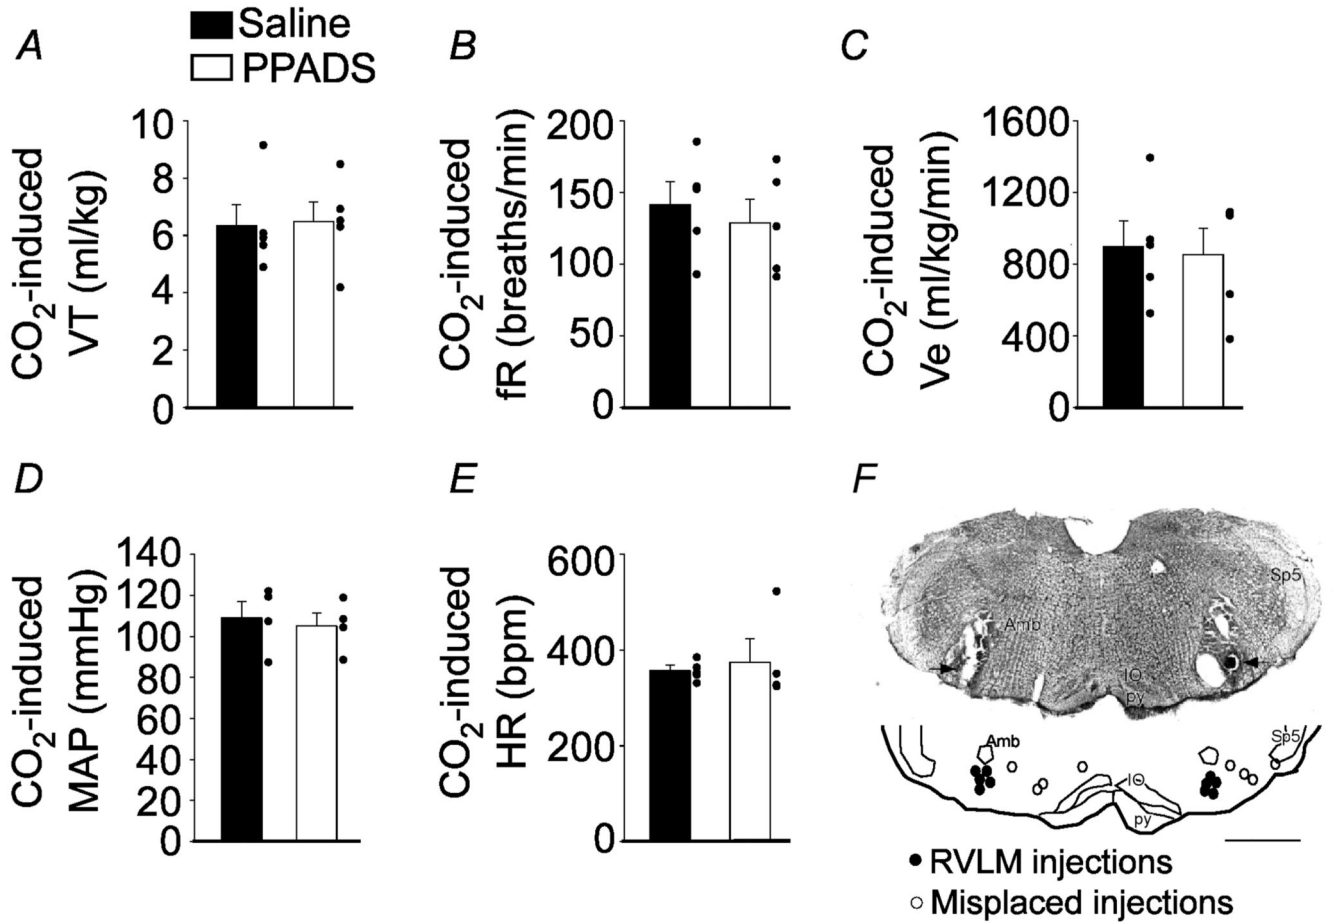 Saline
PPADS
A
CO2-induced
VT (ml/kg)
10
8
6
4
2
0
B
CO2-induced
fR (breaths/min)
200
150
100
50
0
C
CO2-induced
Ve (ml/kg/min)
1600
1200
800
400
0
D
CO2-induced
MAP (mmHg)
140
120
100
80
60
40
20
0
E
CO2-induced
HR (bpm)
600
400
200
0
F
Sp5
Amb
IO
py
Amb
Sp5
IO
py
RVLM injections
Misplaced injections